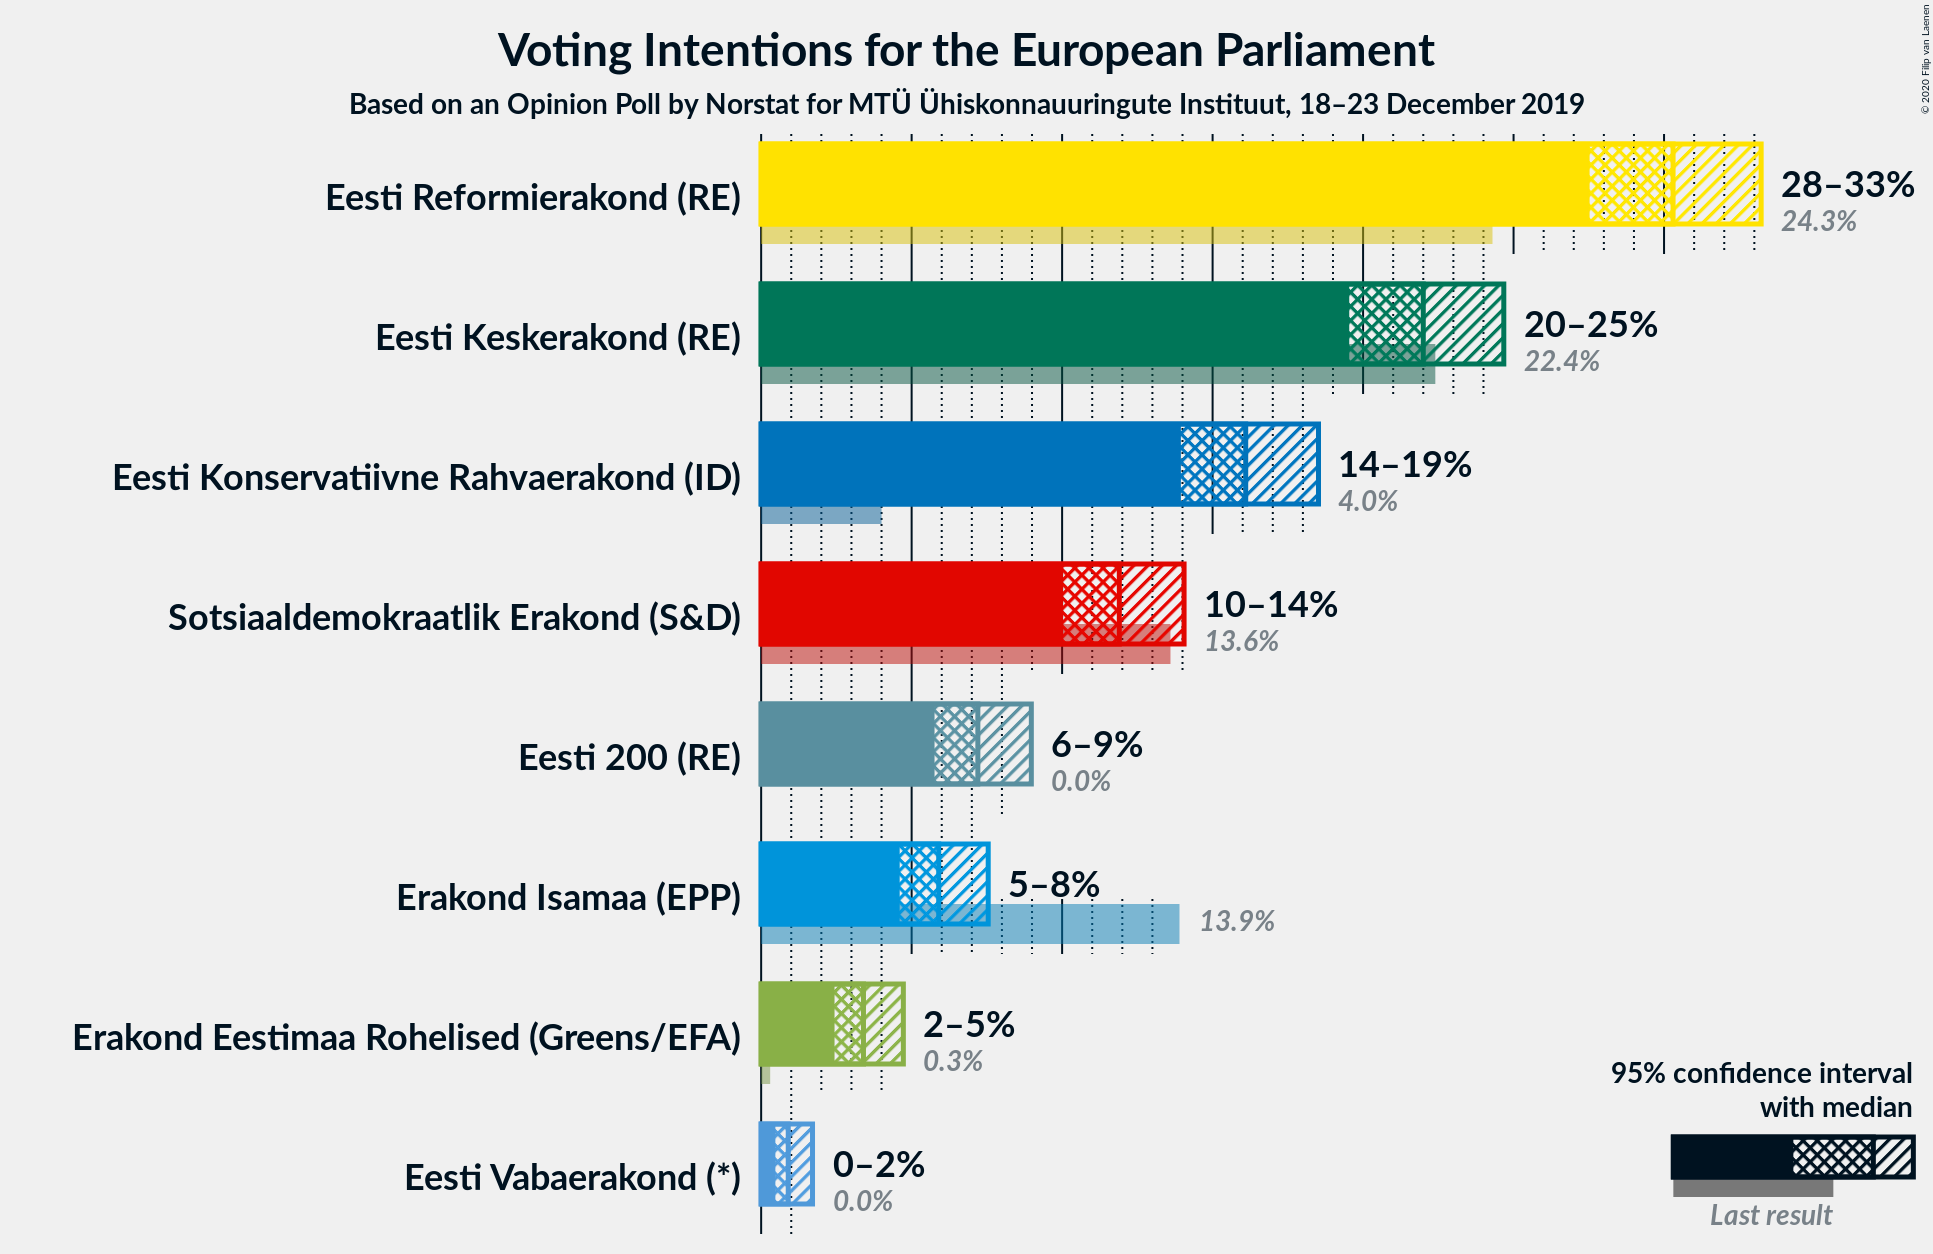 Voting Intentions for the European Parliament
Based on an Opinion Poll by Norstat for MTÜ Ühiskonnauuringute Instituut, 18–23 December 2019
© 2020 Filip van Laenen
Eesti Reformierakond (RE)
28–33%
24.3%
Eesti Keskerakond (RE)
20–25%
22.4%
Eesti Konservatiivne Rahvaerakond (ID)
14–19%
4.0%
Sotsiaaldemokraatlik Erakond (S&D)
10–14%
13.6%
Eesti 200 (RE)
6–9%
0.0%
Erakond Isamaa (EPP)
5–8%
13.9%
Erakond Eestimaa Rohelised (Greens/EFA)
2–5%
0.3%
Eesti Vabaerakond (*)
0–2%
0.0%
95% confidence interval
with median
Last result